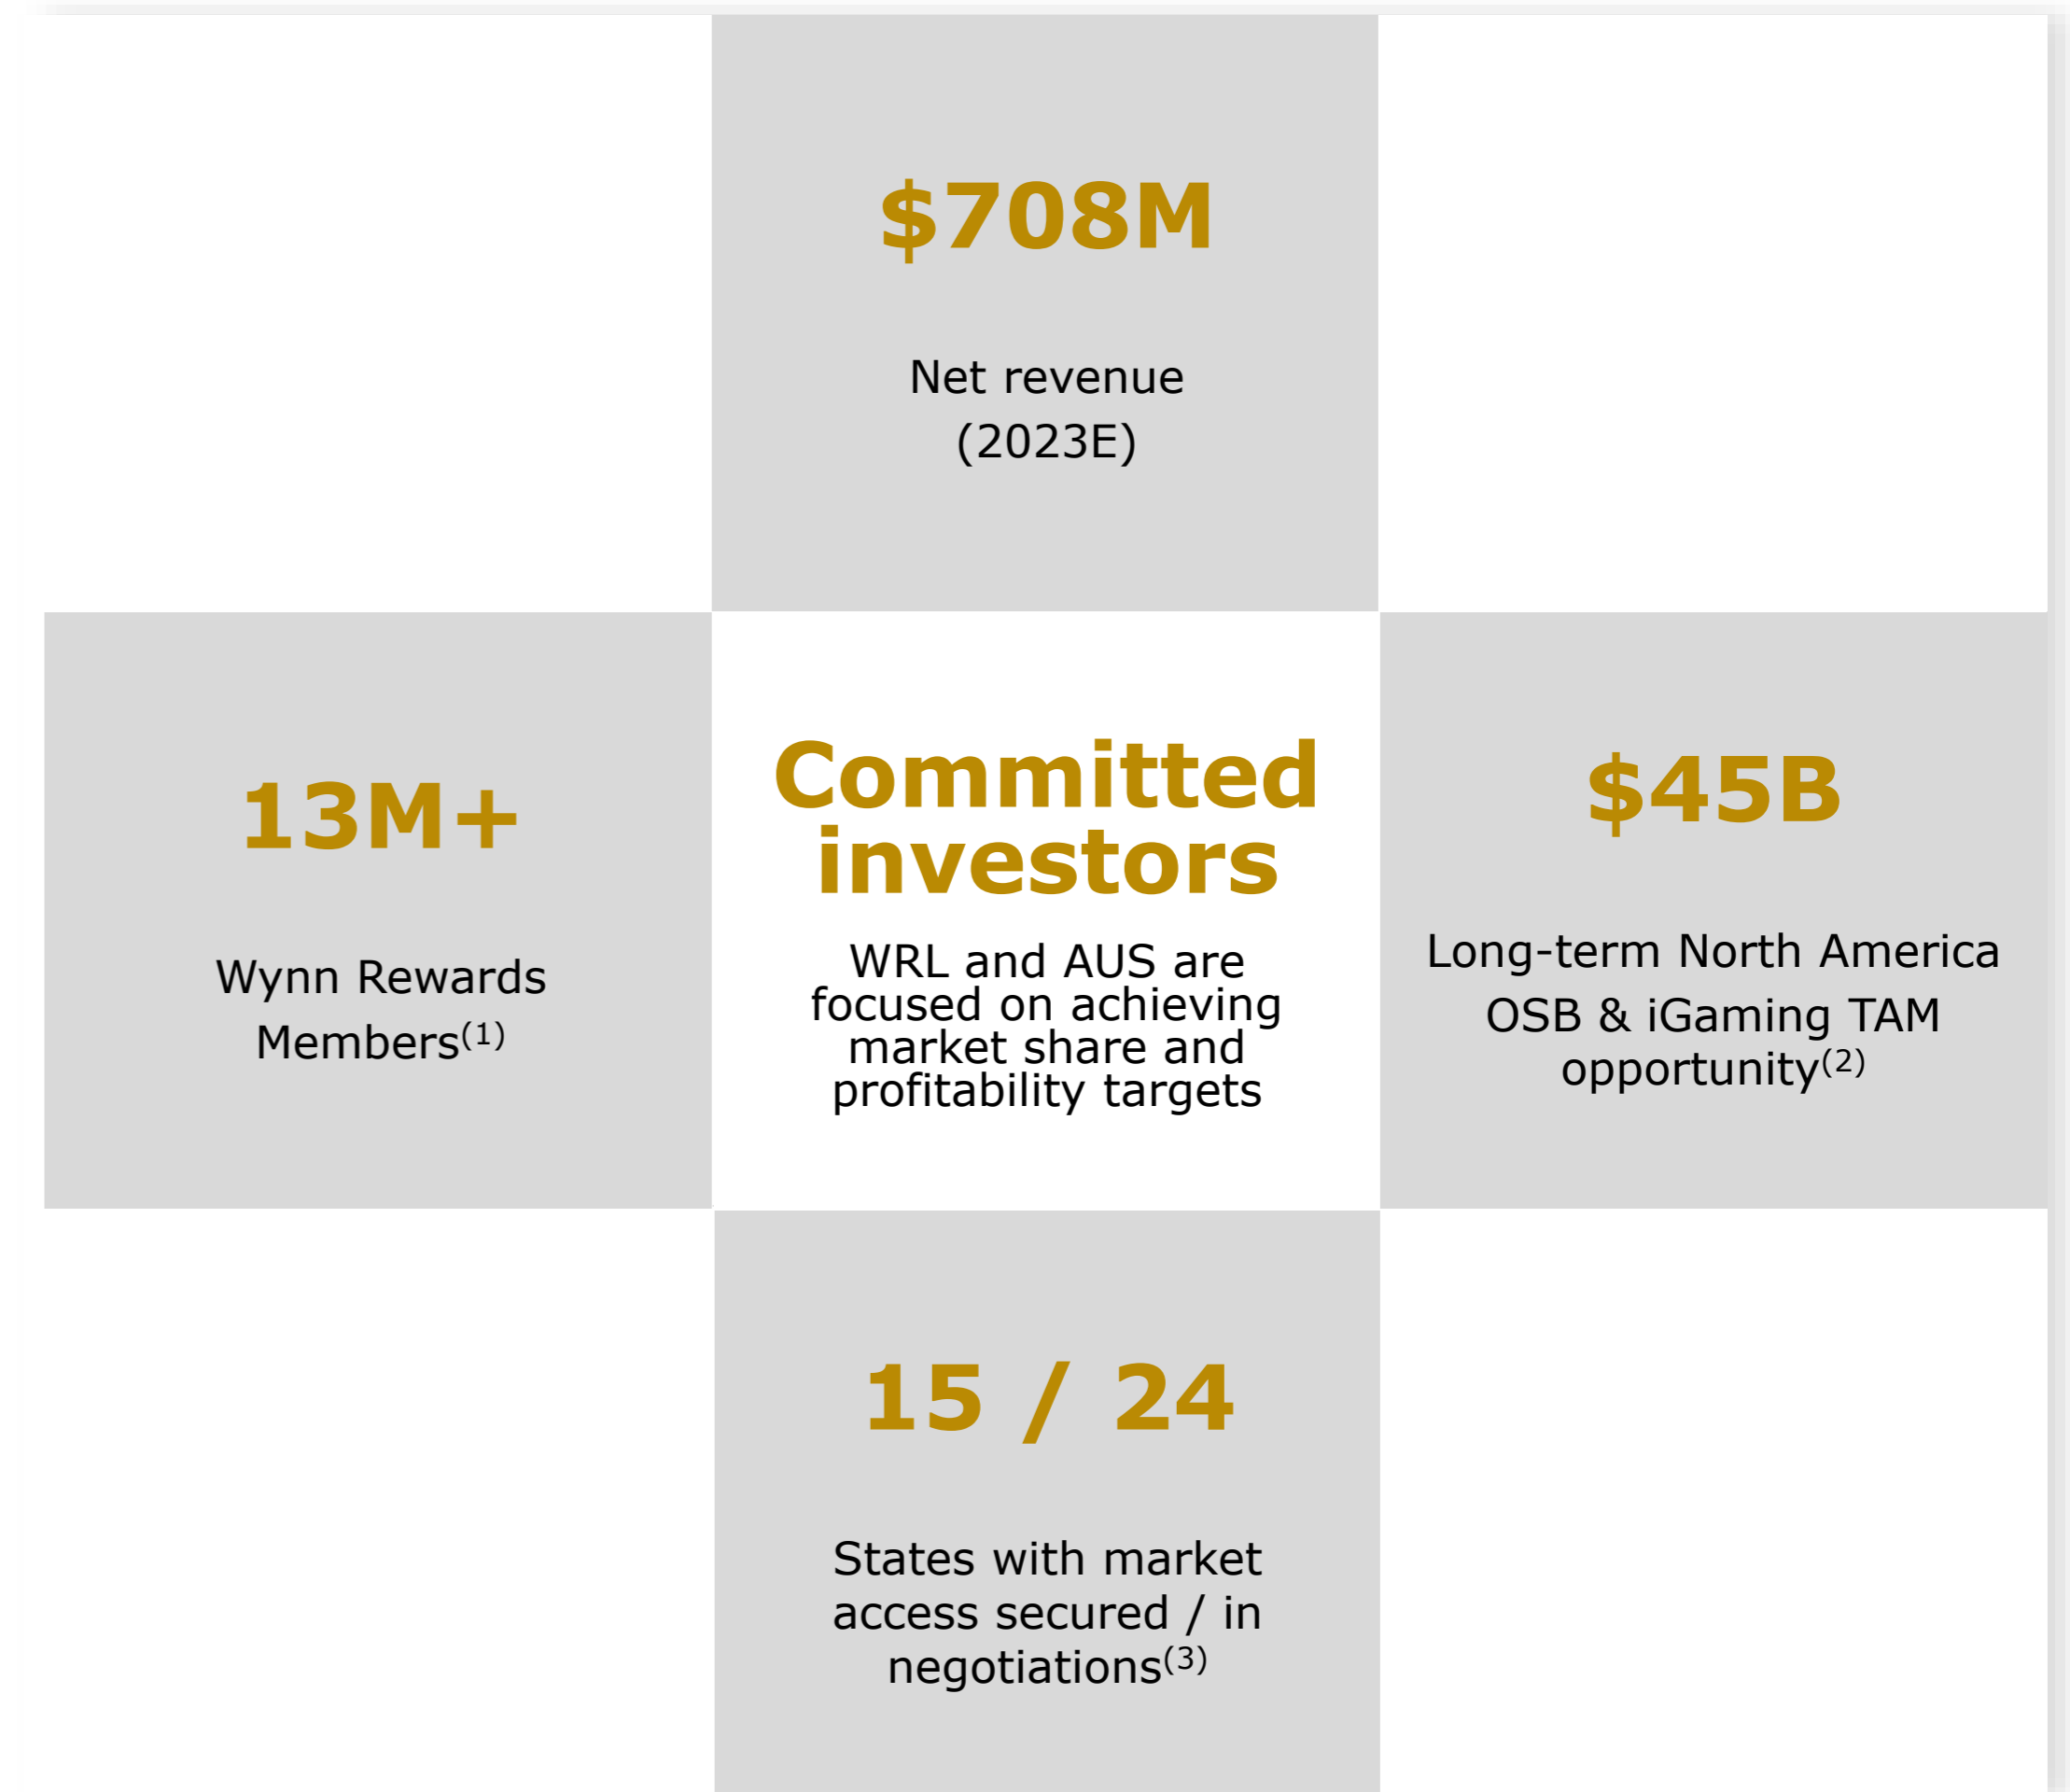 $708M
Net revenue
(2023E)
13M+
Wynn Rewards
Members(1)
Committed
investors
WRL and AUS are
focused on achieving
market share and
profitability targets
$45B
Long-term North America
OSB & iGaming TAM
opportunity(2)
15 / 24
States with market
access secured / in
negotiations(3)